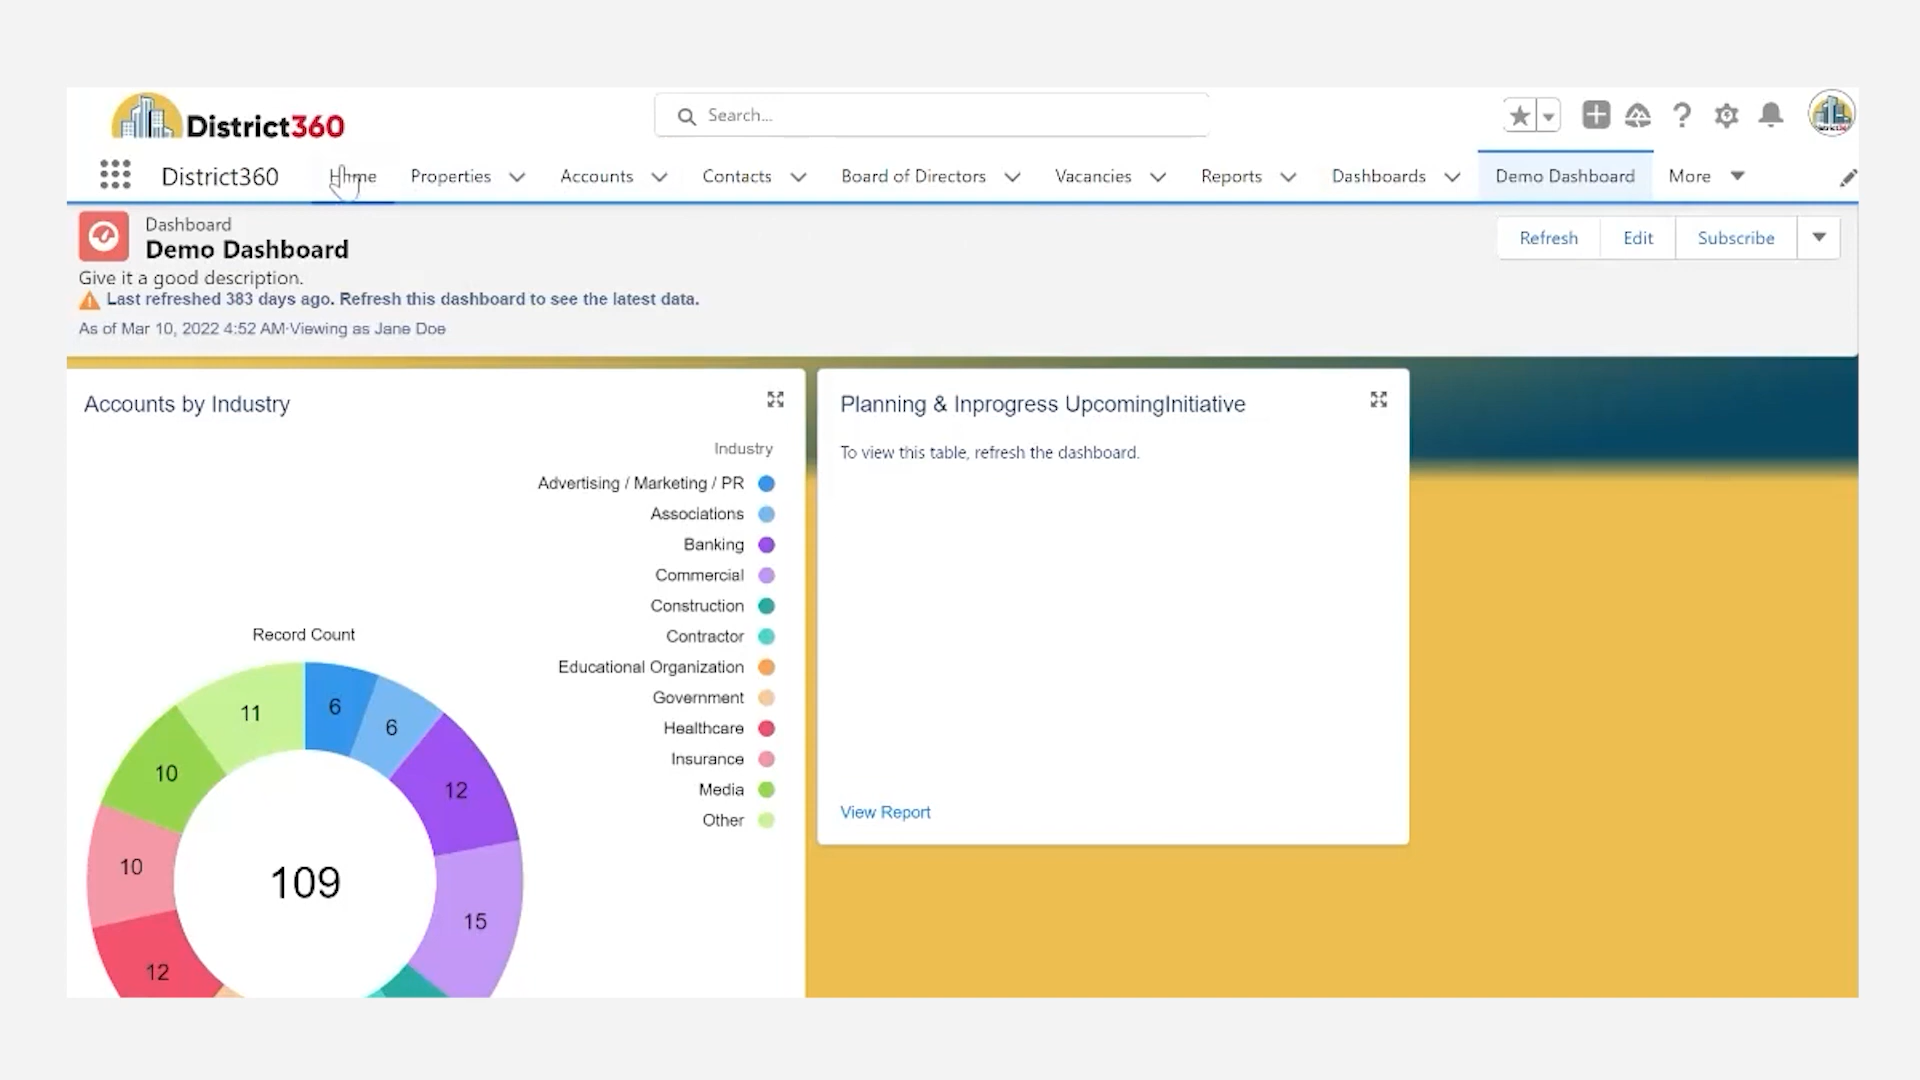 District360
Search...
District360
Home
Properties
Accounts
Contacts
Board of Directors
Vacancies
Reports
Dashboards
Demo Dashboard
More
Dashboard
Demo Dashboard
Give it a good description.
Last refreshed 383 days ago. Refresh this dashboard to see the latest data.
As of Mar 10, 2022 4:52 AM·Viewing as Jane Doe
Refresh
Edit
Subscribe
Accounts by Industry
Industry
Advertising / Marketing / PR
Associations
Banking
Commercial
Construction
Contractor
Educational Organization
Government
Healthcare
Insurance
Media
Other
Record Count
6
6
12
15
12
10
10
11
109
Planning & Inprogress UpcomingInitiative
To view this table, refresh the dashboard.
View Report